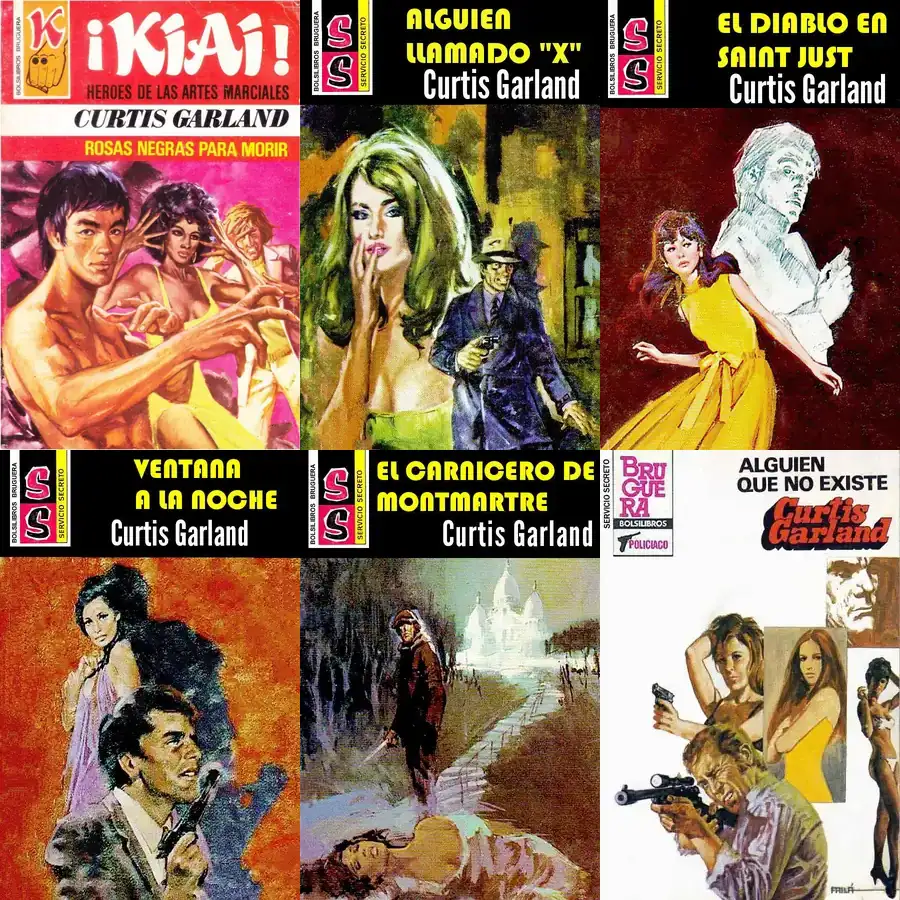 BOLSILIBROS BRUGUERA
K
¡KIAI!
HEROES DE LAS ARTES MARCIALES
CURTIS GARLAND
ROSAS NEGRAS PARA MORIR
BOLSILIBROS BRUGUERA
SS
SERVICIO SECRETO
ALGUIEN
LLAMADO "X"
Curtis Garland
BOLSILIBROS BRUGUERA
SS
SERVICIO SECRETO
EL DIABLO EN
SAINT JUST
Curtis Garland
BOLSILIBROS BRUGUERA
SS
SERVICIO SECRETO
VENTANA
A LA NOCHE
Curtis Garland
BOLSILIBROS BRUGUERA
SS
SERVICIO SECRETO
EL CARNICERO DE
MONTMARTRE
Curtis Garland
SERVICIO SECRETO
BRU
GUE
RA
BOLSILIBROS
POLICIACO
ALGUIEN
QUE NO EXISTE
Curtis
Garland